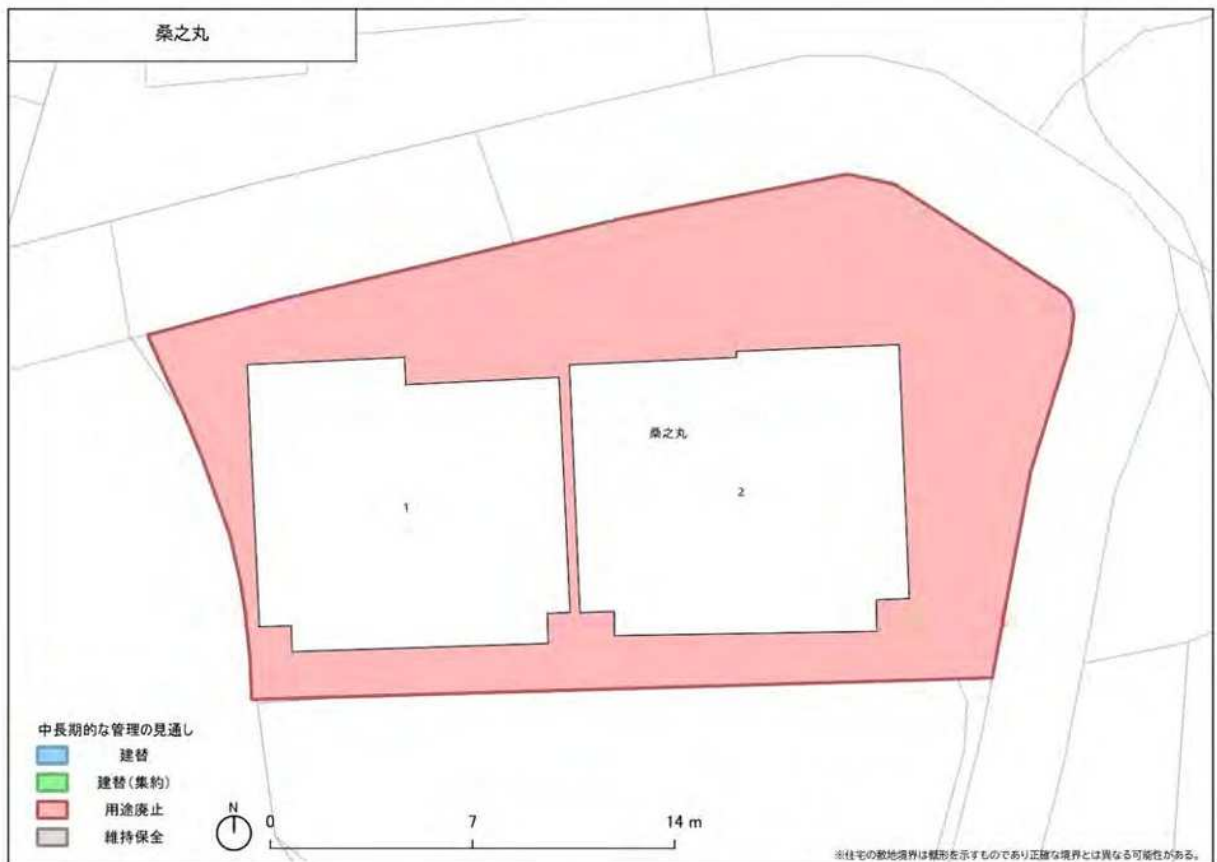 桑之丸
桑之丸
1
2
中長期的な管理の見通し
建替
建替(集約)
用途廃止
維持保全
N
0 7 14 m
※住宅の敷地境界は概形を示すものであり正確な境界とは異なる可能性がある。